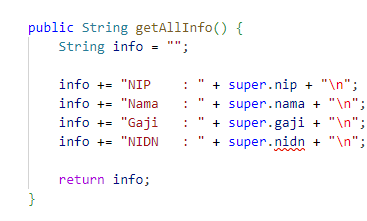 public String getAllInfo() {
    String info = "";
    info += "NIP    : " + super.nip + "\n";
    info += "Nama   : " + super.nama + "\n";
    info += "Gaji   : " + super.gaji + "\n";
    info += "NIDN   : " + super.nidn + "\n";
    return info;
}